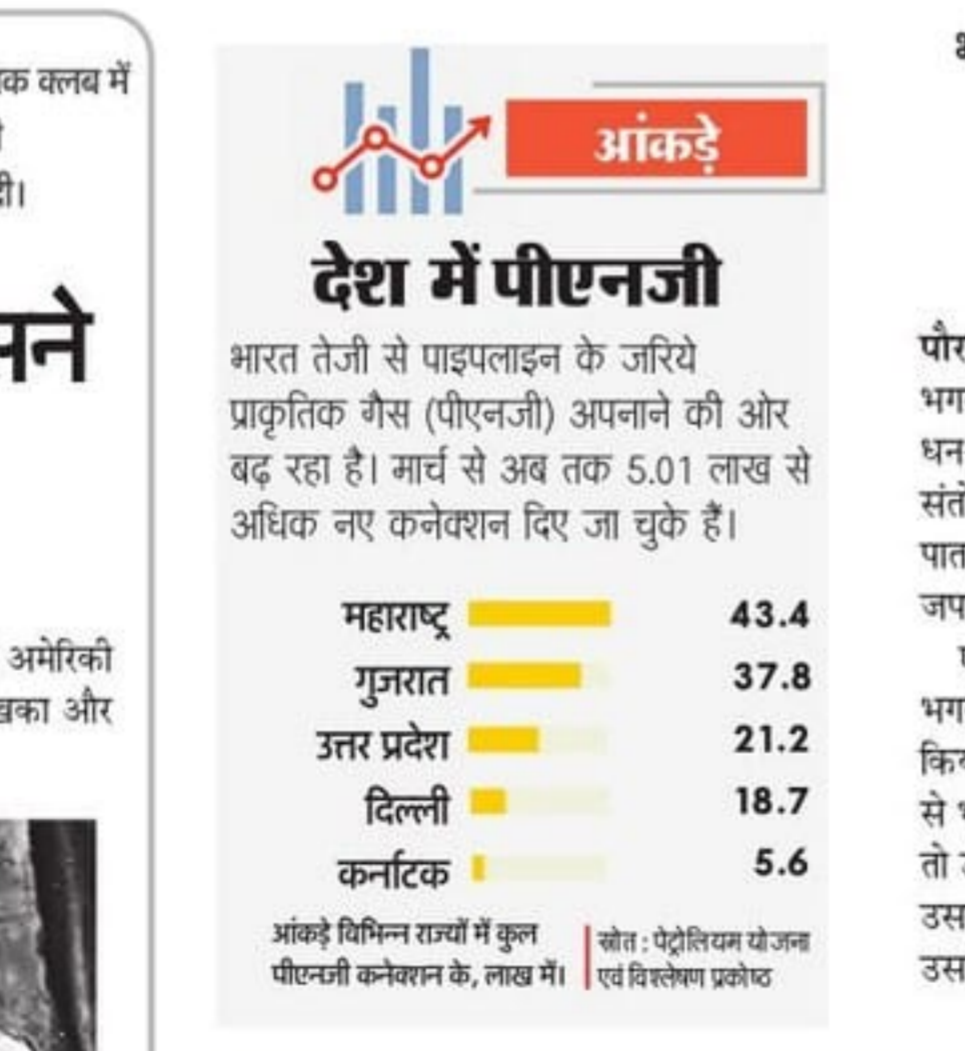 क्लब में
आंकड़े
देश में पीएनजी
भारत तेजी से पाइपलाइन के जरिये
प्राकृतिक गैस (पीएनजी) अपनाने की ओर
बढ़ रहा है। मार्च से अब तक 5.01 लाख से
अधिक नए कनेक्शन दिए जा चुके हैं।
अमेरिकी
और
महाराष्ट्र 43.4
गुजरात 37.8
उत्तर प्रदेश 21.2
दिल्ली 18.7
कर्नाटक 5.6
आंकड़े विभिन्न राज्यों में कुल
पीएनजी कनेक्शन के, लाख में।
स्रोत : पेट्रोलियम योजना
एवं विश्लेषण प्रकोष्ठ
पौर
भग
धन
संतो
पात
जप
भग
से
तो
उस
उस